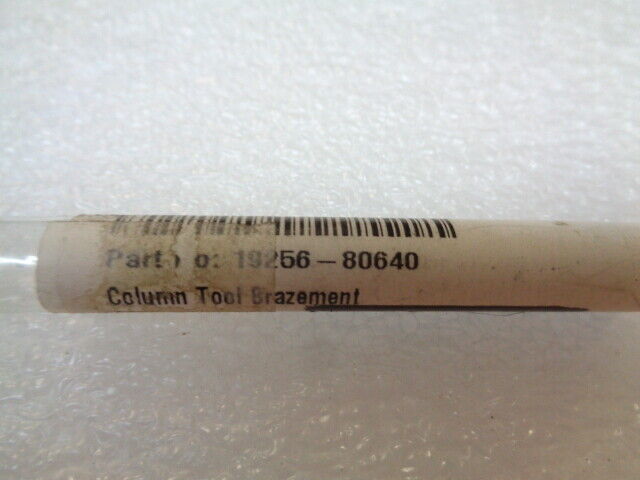 Part No: 19256-80640
Column Tool Brazement